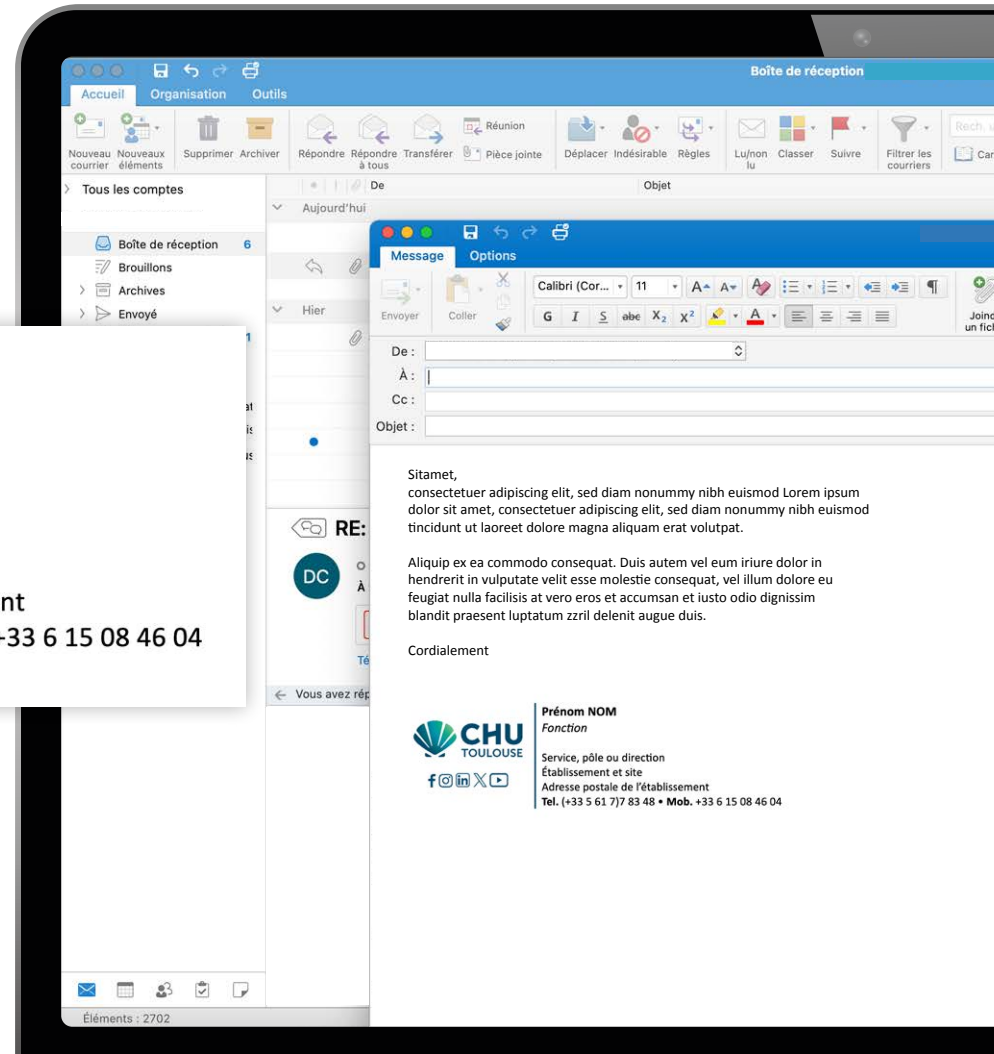 Boîte de réception
Accueil Organisation Outils
Nouveau courrier
Nouveaux éléments
Supprimer
Archiver
Répondre
Répondre à tous
Transférer
Réunion
Pièce jointe
Déplacer
Indésirable
Règles
Lu/non lu
Classer
Suivre
Filtrer les courriers
Rech.
Tous les comptes
De
Objet
Aujourd'hui
Boîte de réception 6
Brouillons
Archives
Envoyé
Hier
1
Message Options
Envoyer
Coller
Calibri (Cor... 11
G I S abc X₂ X²
De :
À :
Cc :
Objet :
RE:
DC
À
Vous avez rép
nt
+33 6 15 08 46 04
Sitamet,
consectetuer adipiscing elit, sed diam nonummy nibh euismod Lorem ipsum
dolor sit amet, consectetuer adipiscing elit, sed diam nonummy nibh euismod
tincidunt ut laoreet dolore magna aliquam erat volutpat.
Aliquip ex ea commodo consequat. Duis autem vel eum iriure dolor in
hendrerit in vulputate velit esse molestie consequat, vel illum dolore eu
feugiat nulla facilisis at vero eros et accumsan et iusto odio dignissim
blandit praesent luptatum zzril delenit augue duis.
Cordialement
CHU
TOULOUSE
Prénom NOM
Fonction
Service, pôle ou direction
Établissement et site
Adresse postale de l'établissement
Tel. (+33 5 61 7)7 83 48 • Mob. +33 6 15 08 46 04
Éléments : 2702